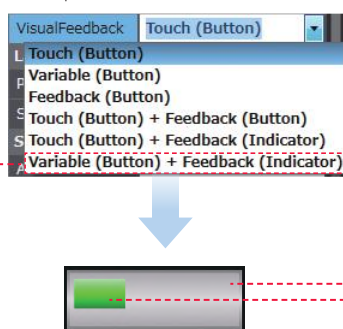 VisualFeedback Touch (Button)
Touch (Button)
Variable (Button)
Feedback (Button)
Touch (Button) + Feedback (Button)
Touch (Button) + Feedback (Indicator)
Variable (Button) + Feedback (Indicator)